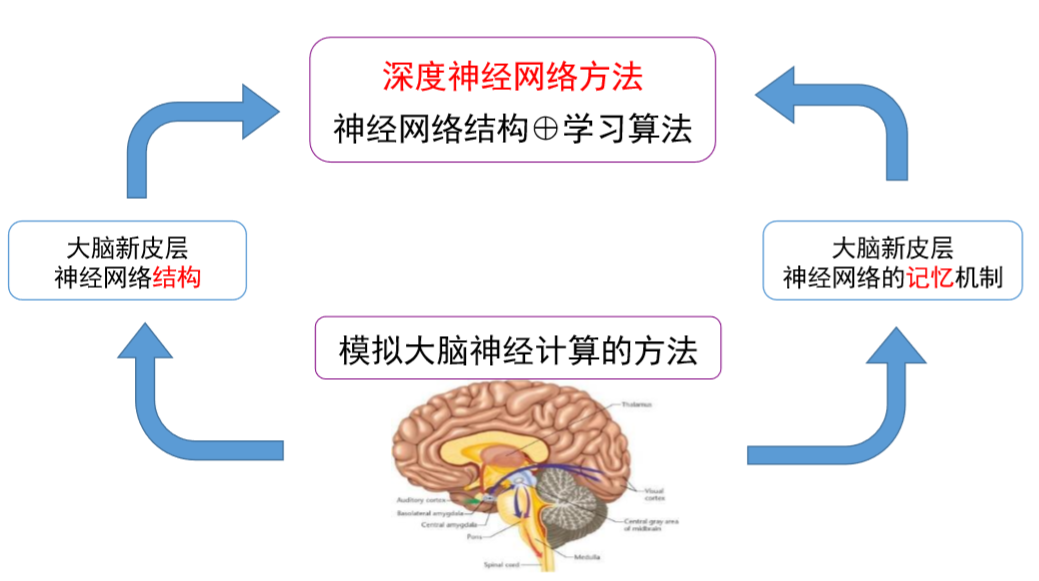 深度神经网络方法
神经网络结构⊕学习算法
大脑新皮层
神经网络结构
大脑新皮层
神经网络的记忆机制
模拟大脑神经计算的方法
Thalamus
Auditory cortex
Basolateral amygdala
Central amygdala
Pons
Spinal cord
Visual
cortex
Central gray area
of midbrain
Medulla